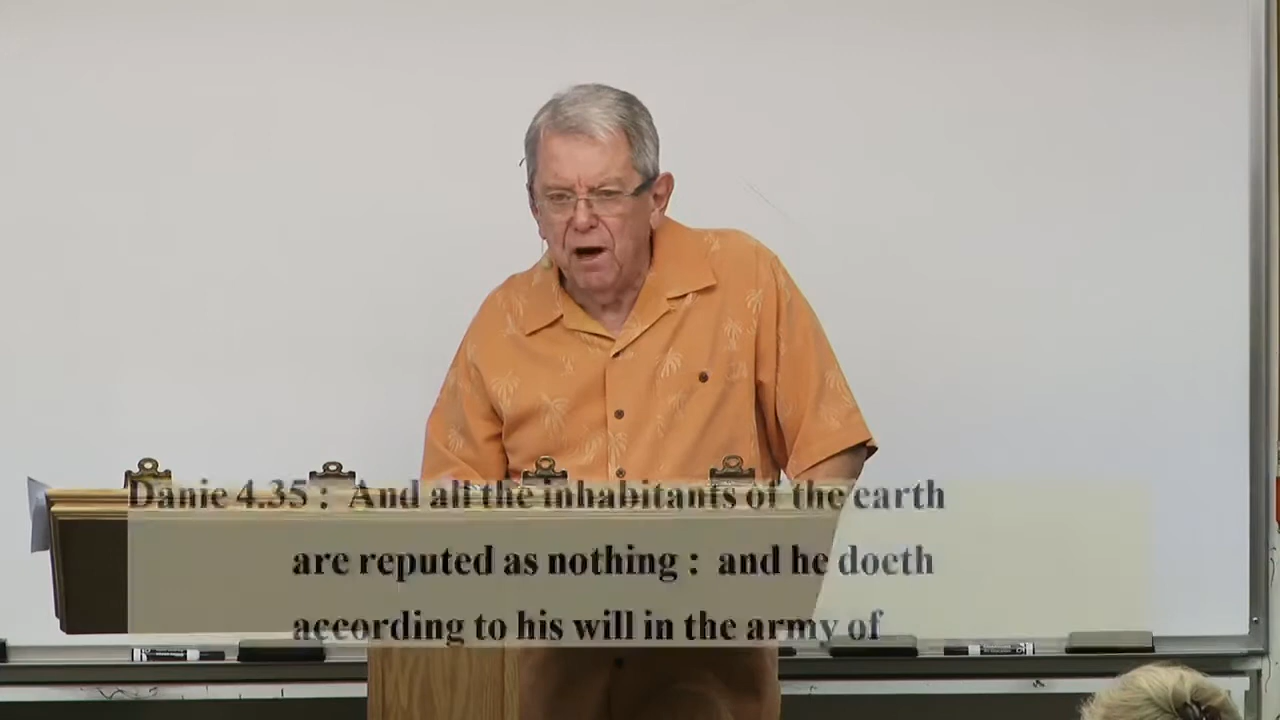 Danie 4.35 : And all the inhabitants of the earth
are reputed as nothing : and he doeth
according to his will in the army of